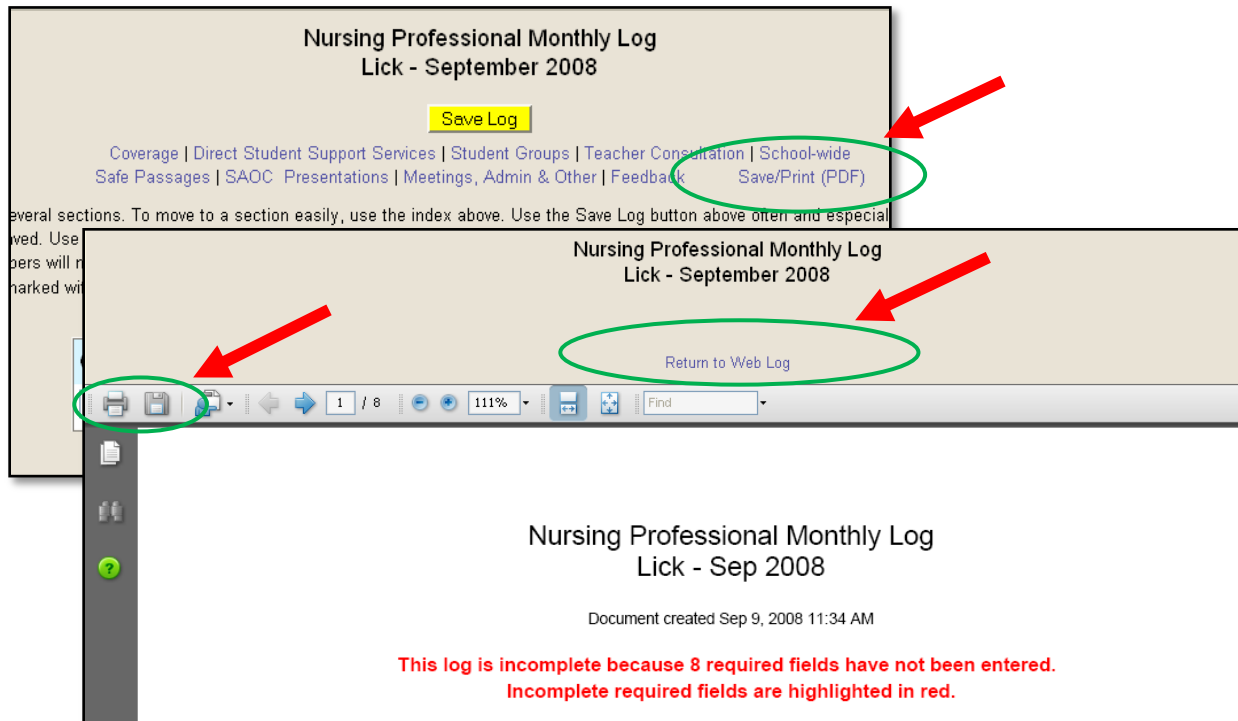 Nursing Professional Monthly Log
Lick - September 2008
Save Log
Coverage | Direct Student Support Services | Student Groups | Teacher Consultation | School-wide
Safe Passages | SAOC Presentations | Meetings, Admin & Other | Feedback Save/Print (PDF)
everal sections. To move to a section easily, use the index above. Use the Save Log button above often and especial
ved. Use
bers will
narked wi
Nursing Professional Monthly Log
Lick - September 2008
Return to Web Log
1 / 8 111% Find
Nursing Professional Monthly Log
Lick - Sep 2008
Document created Sep 9, 2008 11:34 AM
This log is incomplete because 8 required fields have not been entered.
Incomplete required fields are highlighted in red.